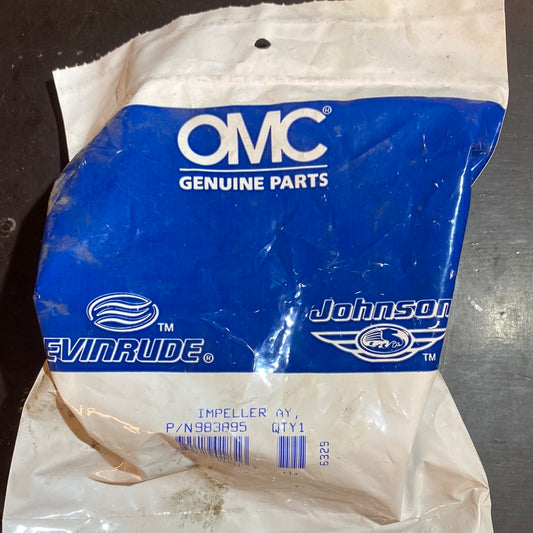 OMC®
GENUINE PARTS
EVINRUDE®
™
Johnson
™
IMPELLER AY,
P/N983895 QTY1
6329